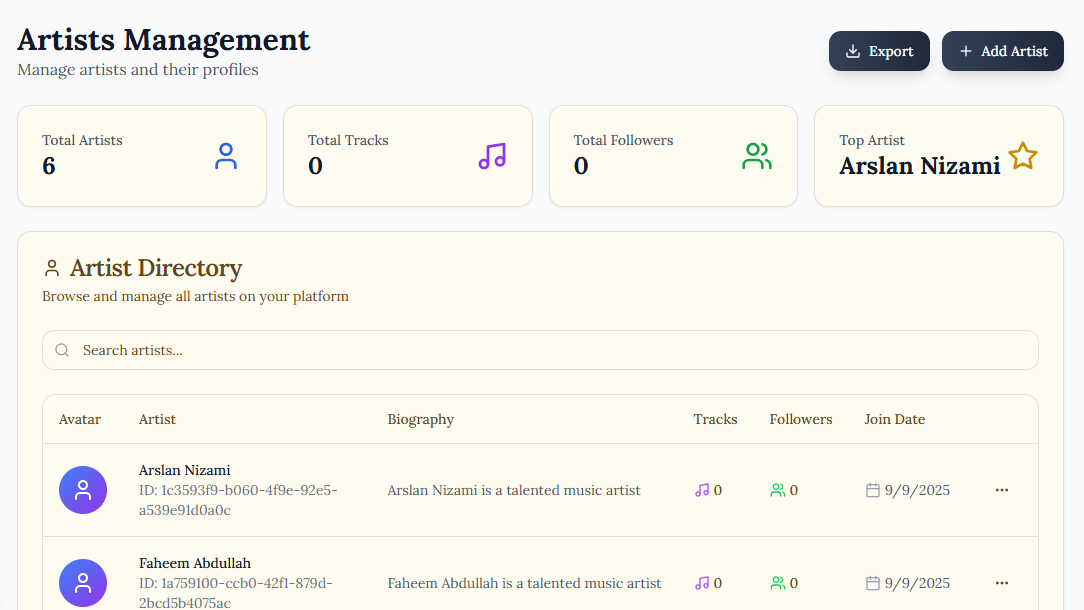 Artists Management
Manage artists and their profiles
Export
Add Artist
Total Artists
6
Total Tracks
0
Total Followers
0
Top Artist
Arslan Nizami
Artist Directory
Browse and manage all artists on your platform
Search artists...
Avatar Artist Biography Tracks Followers Join Date
Arslan Nizami
ID: 1c3593f9-b060-4f9e-92e5-
a539e91d0a0c
Arslan Nizami is a talented music artist
0
0
9/9/2025
Faheem Abdullah
ID: 1a759100-ccb0-42f1-879d-
2bcd5b4075ac
Faheem Abdullah is a talented music artist
0
0
9/9/2025